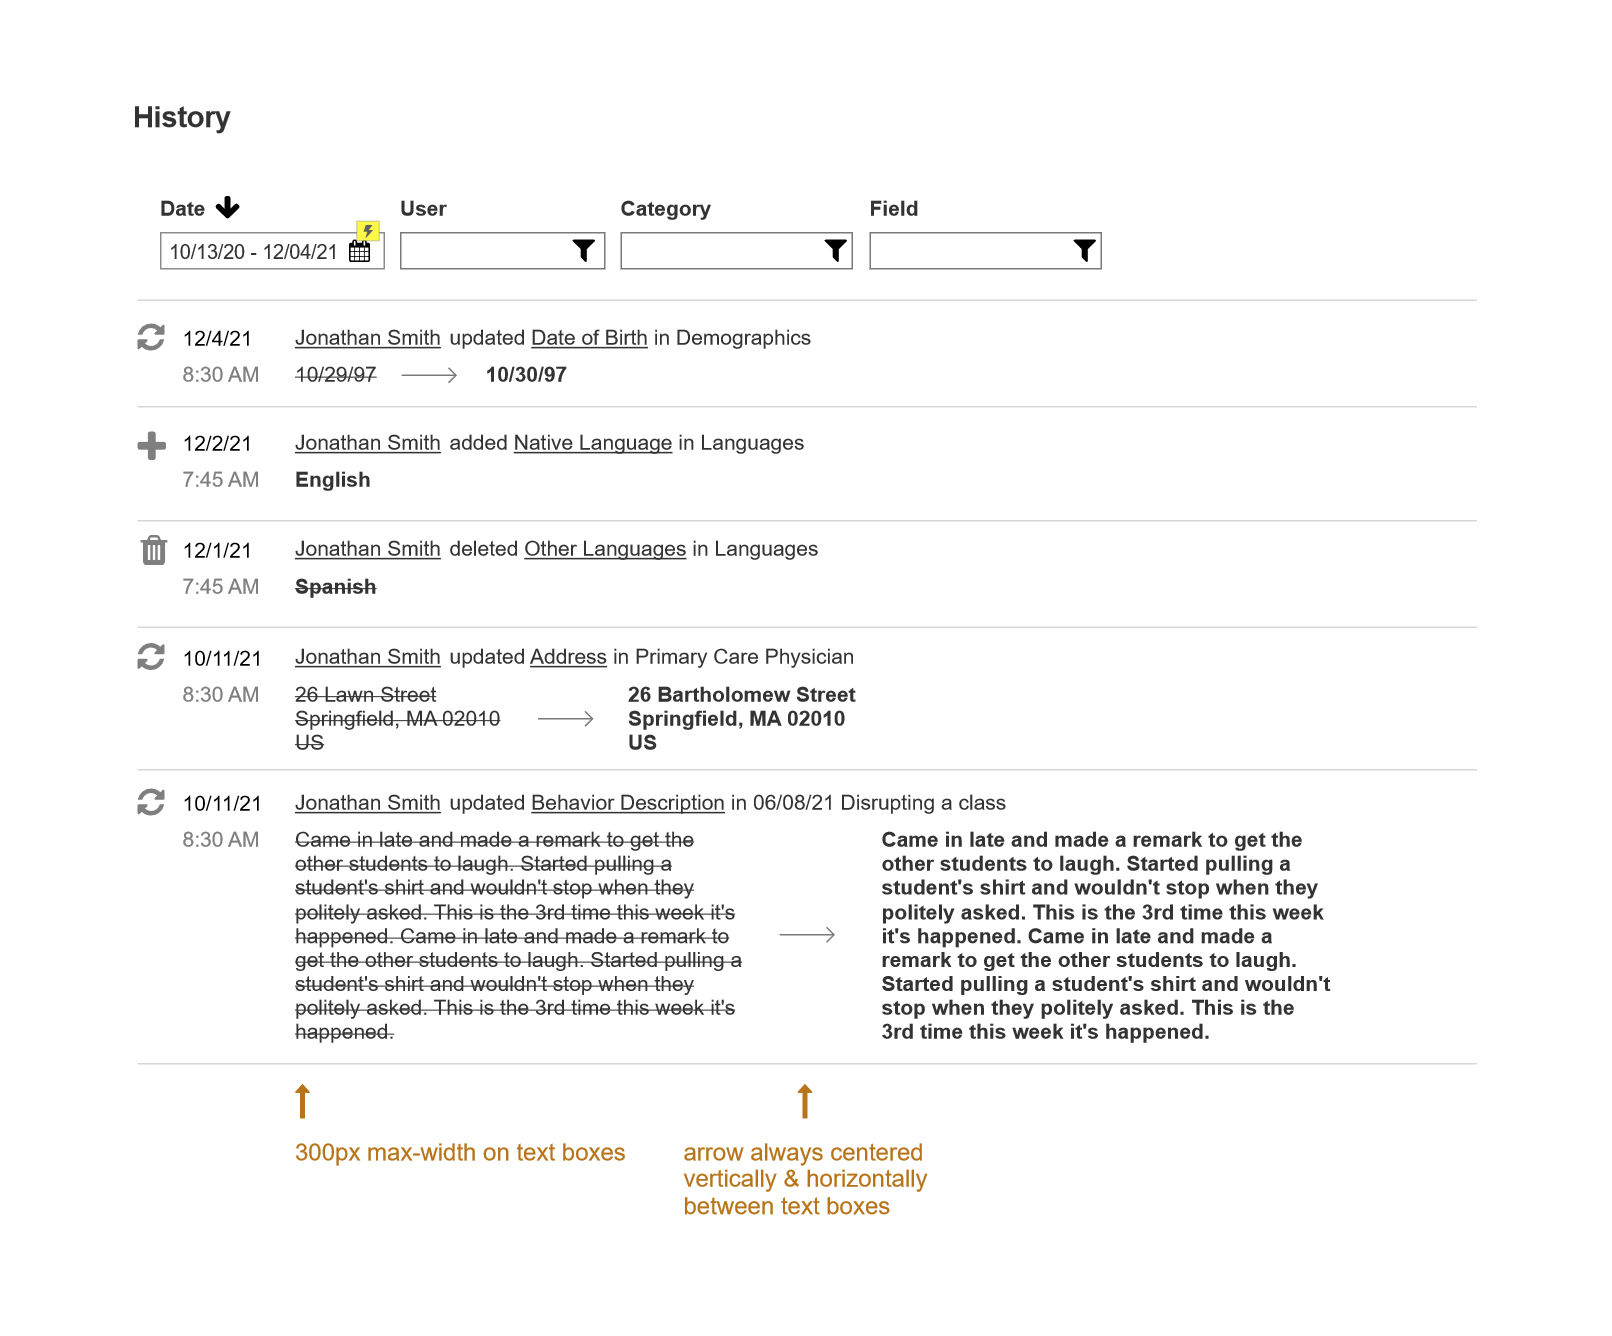 History
Date User Category Field
10/13/20 - 12/04/21
12/4/21 Jonathan Smith updated Date of Birth in Demographics
8:30 AM 10/29/97 10/30/97
12/2/21 Jonathan Smith added Native Language in Languages
7:45 AM English
12/1/21 Jonathan Smith deleted Other Languages in Languages
7:45 AM Spanish
10/11/21 Jonathan Smith updated Address in Primary Care Physician
8:30 AM 26 Lawn Street 26 Bartholomew Street
Springfield, MA 02010 Springfield, MA 02010
US US
10/11/21 Jonathan Smith updated Behavior Description in 06/08/21 Disrupting a class
8:30 AM
Came in late and made a remark to get the
other students to laugh. Started pulling a
student's shirt and wouldn't stop when they
politely asked. This is the 3rd time this week it's
happened. Came in late and made a remark to
get the other students to laugh. Started pulling a
student's shirt and wouldn't stop when they
politely asked. This is the 3rd time this week it's
happened.
Came in late and made a remark to get the
other students to laugh. Started pulling a
student's shirt and wouldn't stop when they
politely asked. This is the 3rd time this week
it's happened. Came in late and made a
remark to get the other students to laugh.
Started pulling a student's shirt and wouldn't
stop when they politely asked. This is the
3rd time this week it's happened.
300px max-width on text boxes
arrow always centered
vertically & horizontally
between text boxes